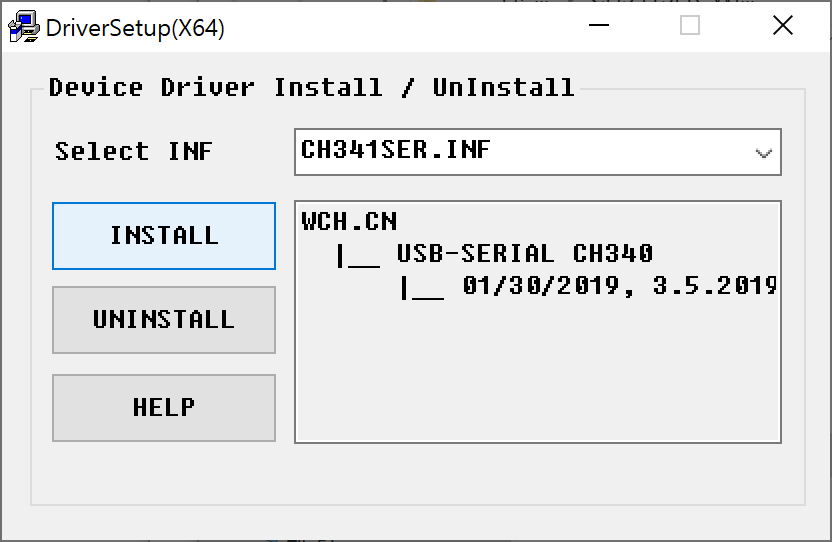 DriverSetup(X64)
Device Driver Install / UnInstall
Select INF
CH341SER.INF
INSTALL
WCH.CN
|__ USB-SERIAL CH340
|__ 01/30/2019, 3.5.2019
UNINSTALL
HELP